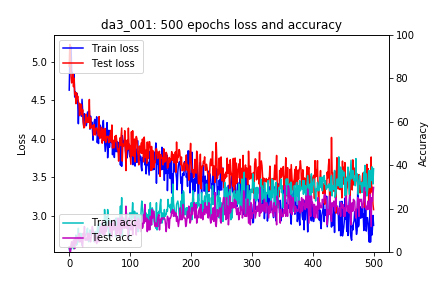 da3_001: 500 epochs loss and accuracy
Train loss
Test loss
Train acc
Test acc
Loss
5.0
4.5
4.0
3.5
3.0
Accuracy
100
80
60
40
20
0
0
100
200
300
400
500